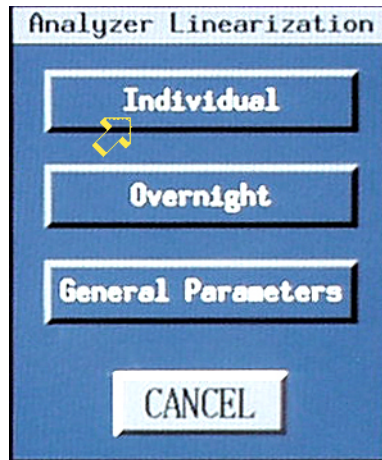 Analyzer Linearization
Individual
Overnight
General Parameters
CANCEL